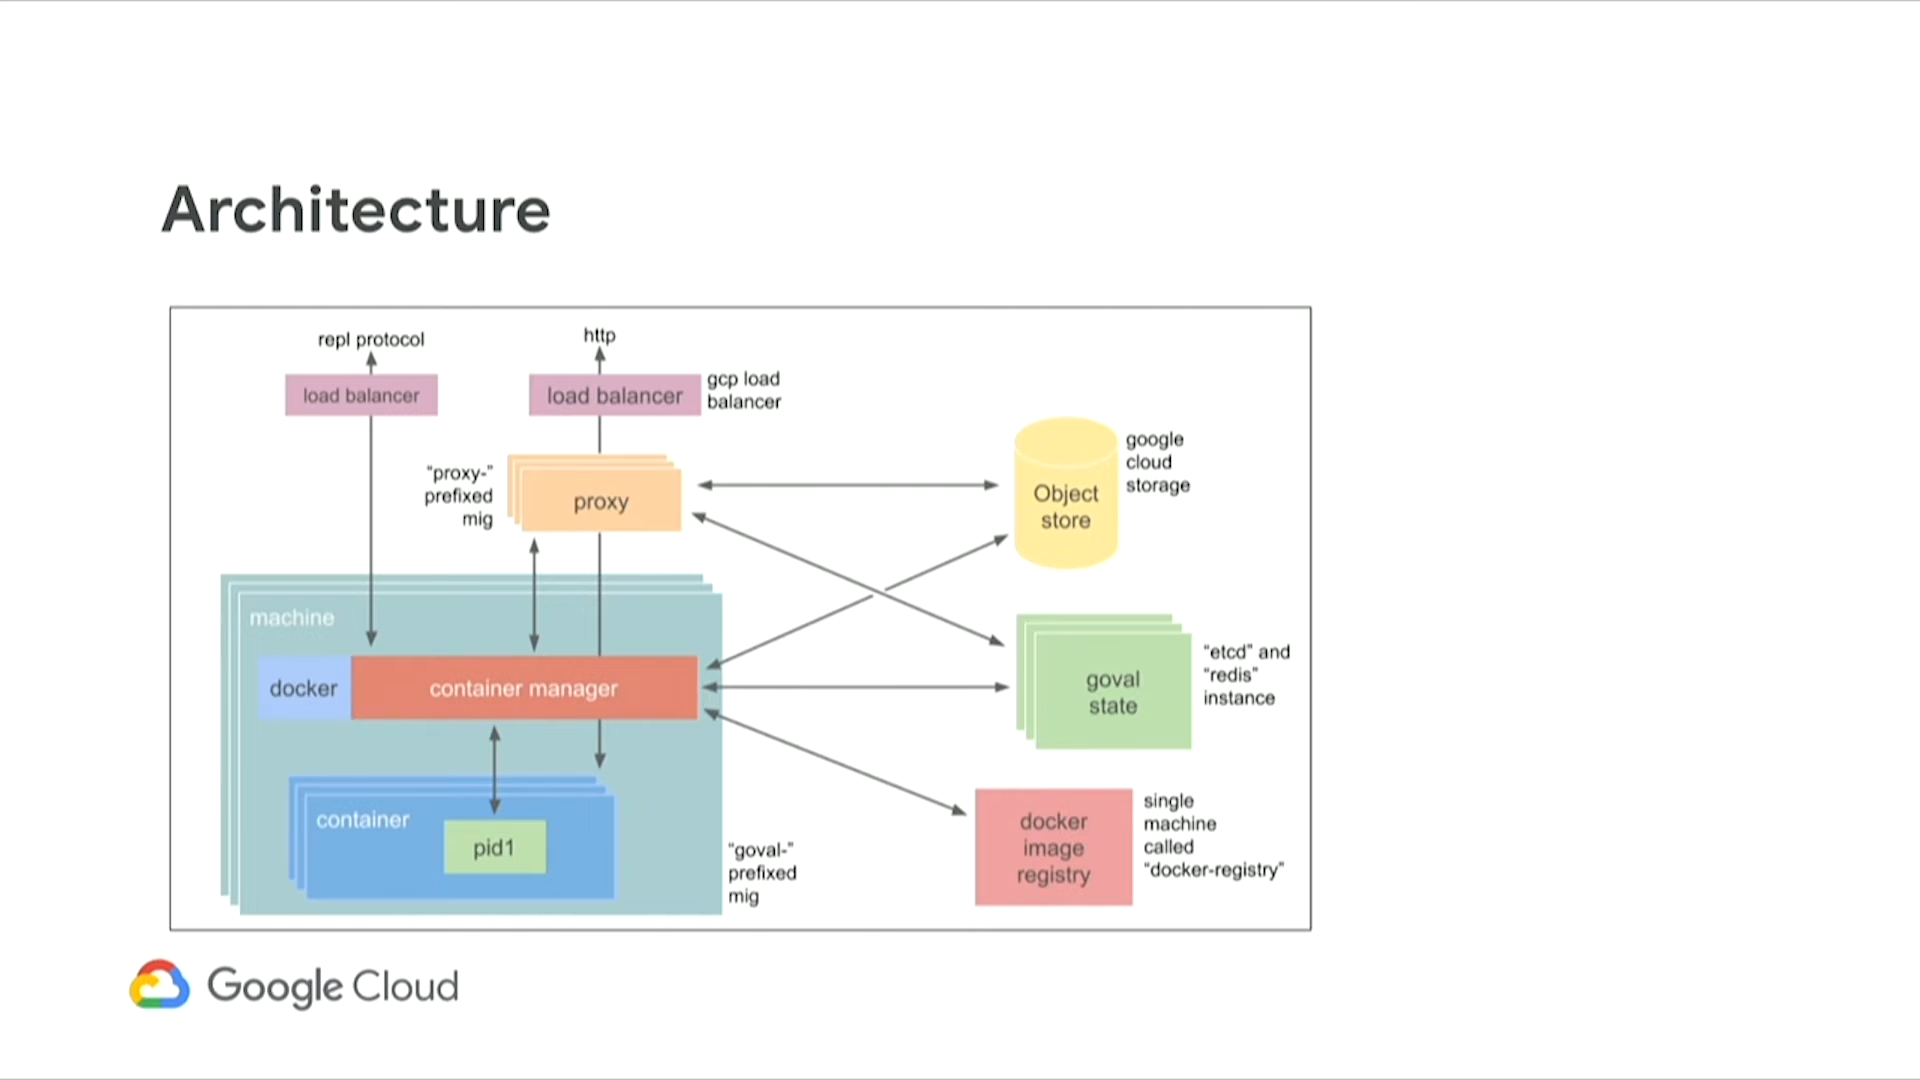 Architecture
repl protocol
http
load balancer
load balancer
gcp load
balancer
"proxy-"
prefixed
mig
proxy
Object
store
google
cloud
storage
machine
docker
container manager
goval
state
"etcd" and
"redis"
instance
container
pid1
"goval-"
prefixed
mig
docker
image
registry
single
machine
called
"docker-registry"
Google Cloud